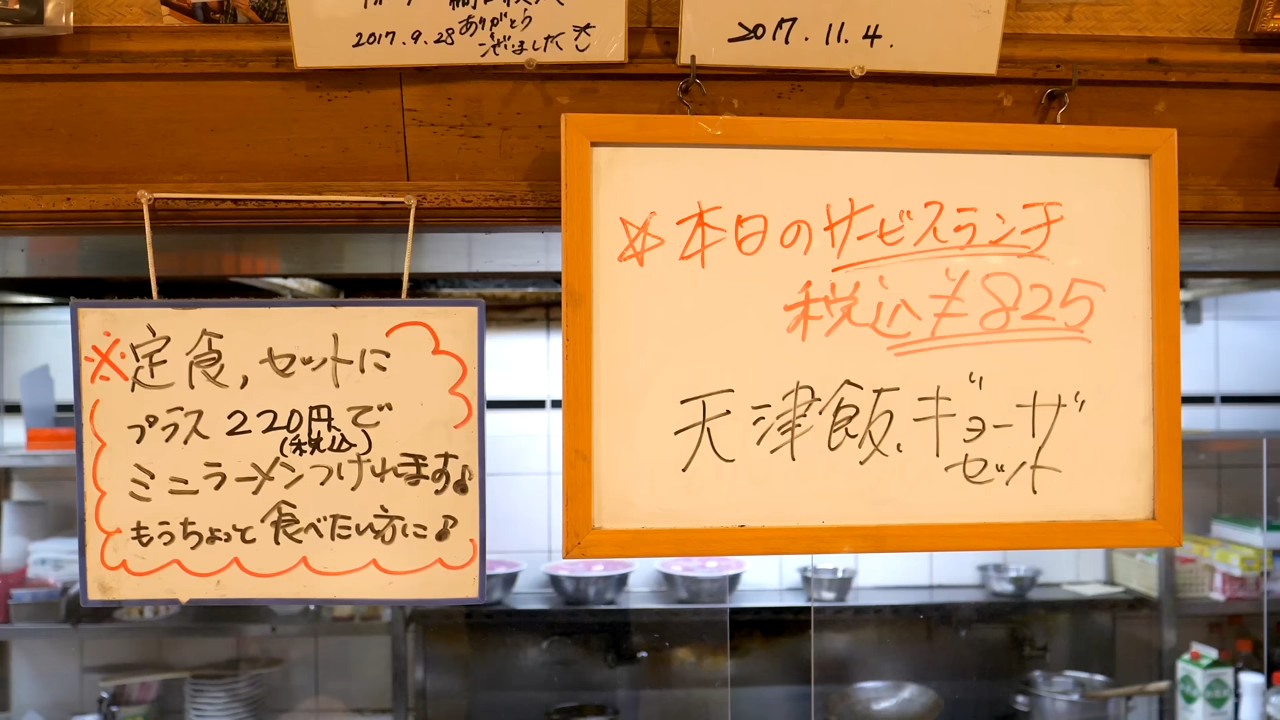 ありがとう
2017.9.28
ございました
2017.11.4.
※定食,セットに
プラス220円で
(税込)
ミニラーメンつけれます♪
もうちょっと食べたい方に♪
☆本日のサービスランチ
税込¥825
天津飯.ギョーザ
セット